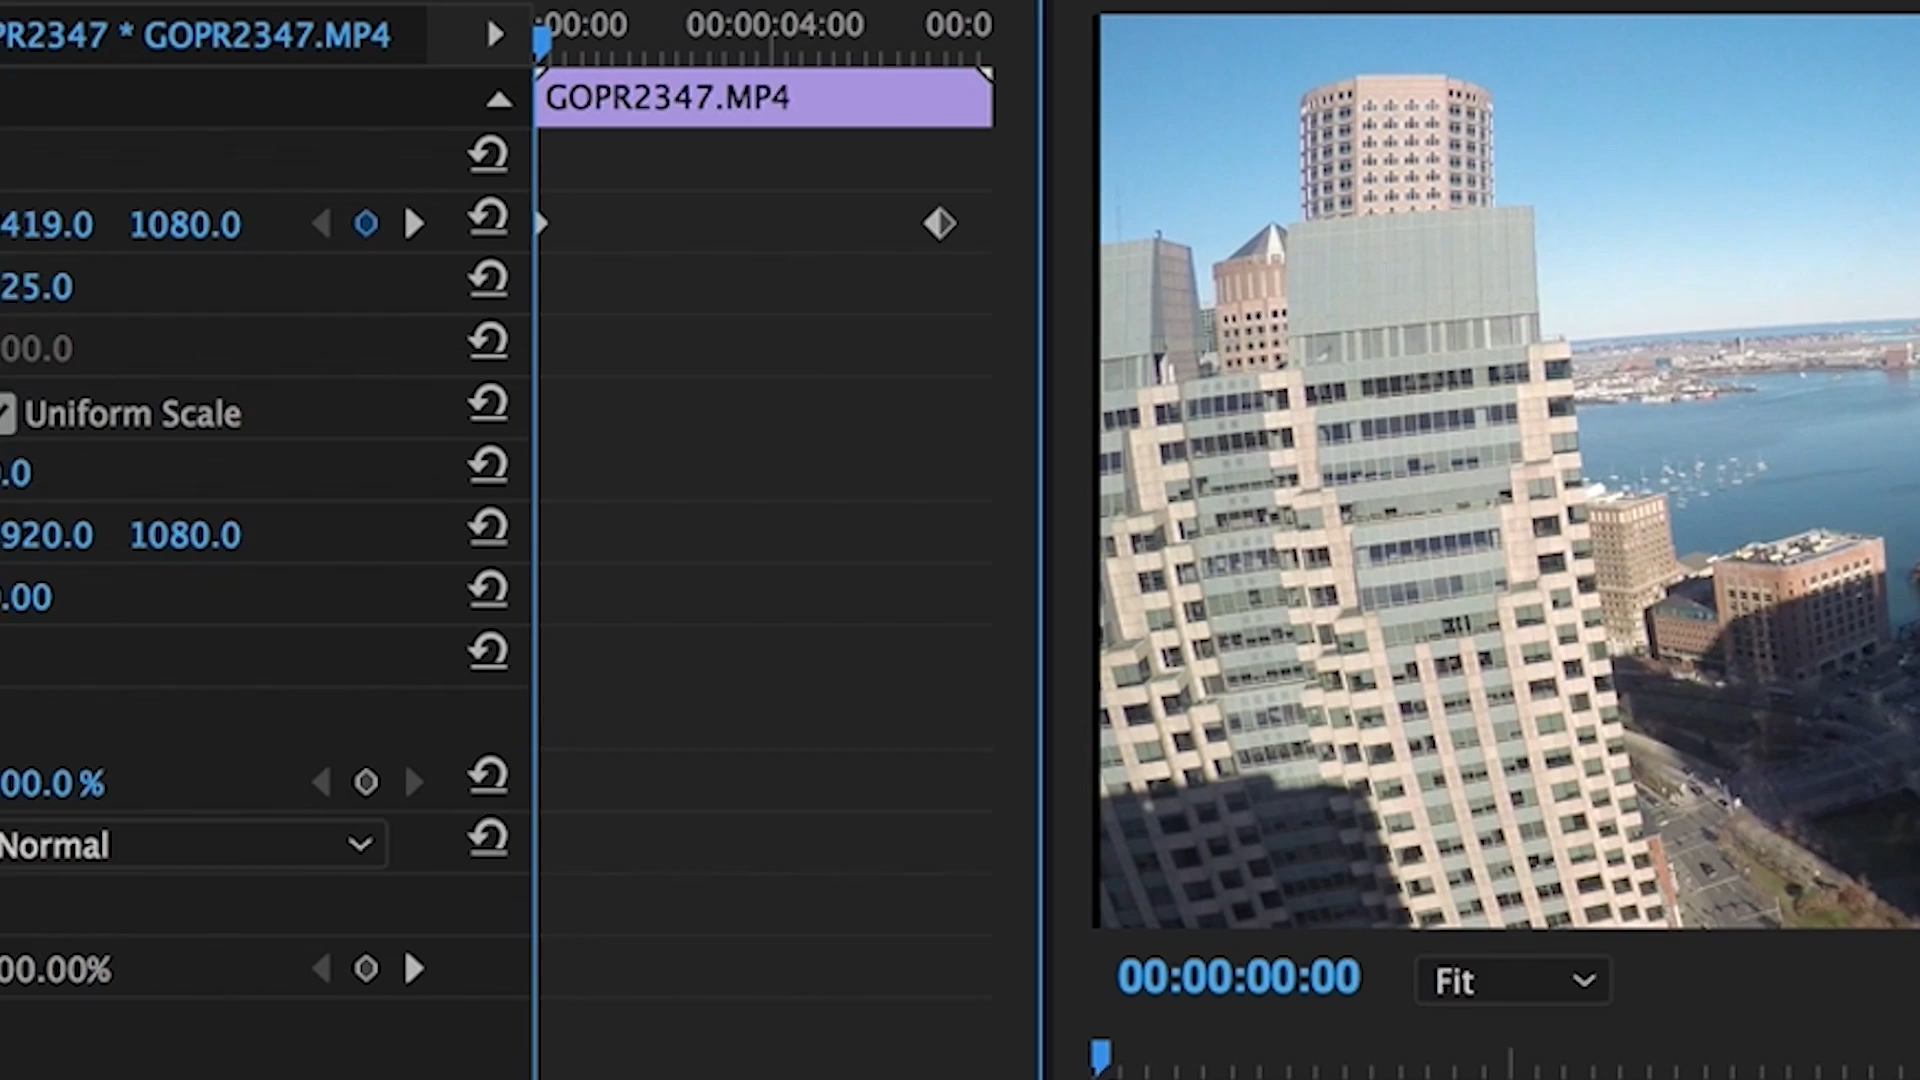 PR2347 * GOPR2347.MP4
:00:00 00:00:04:00 00:0
GOPR2347.MP4
419.0 1080.0
25.0
00.0
Uniform Scale
.0
920.0 1080.0
.00
00.0 %
Normal
00.00%
00:00:00:00 Fit